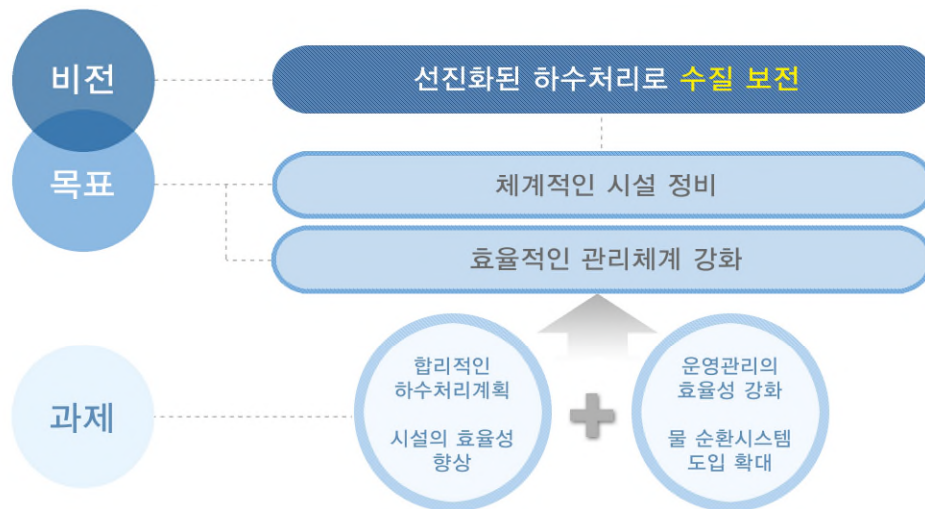 비전
선진화된 하수처리로 수질 보전
목표
체계적인 시설 정비
효율적인 관리체계 강화
과제
합리적인
하수처리계획
시설의 효율성
향상
운영관리의
효율성 강화
물 순환시스템
도입 확대